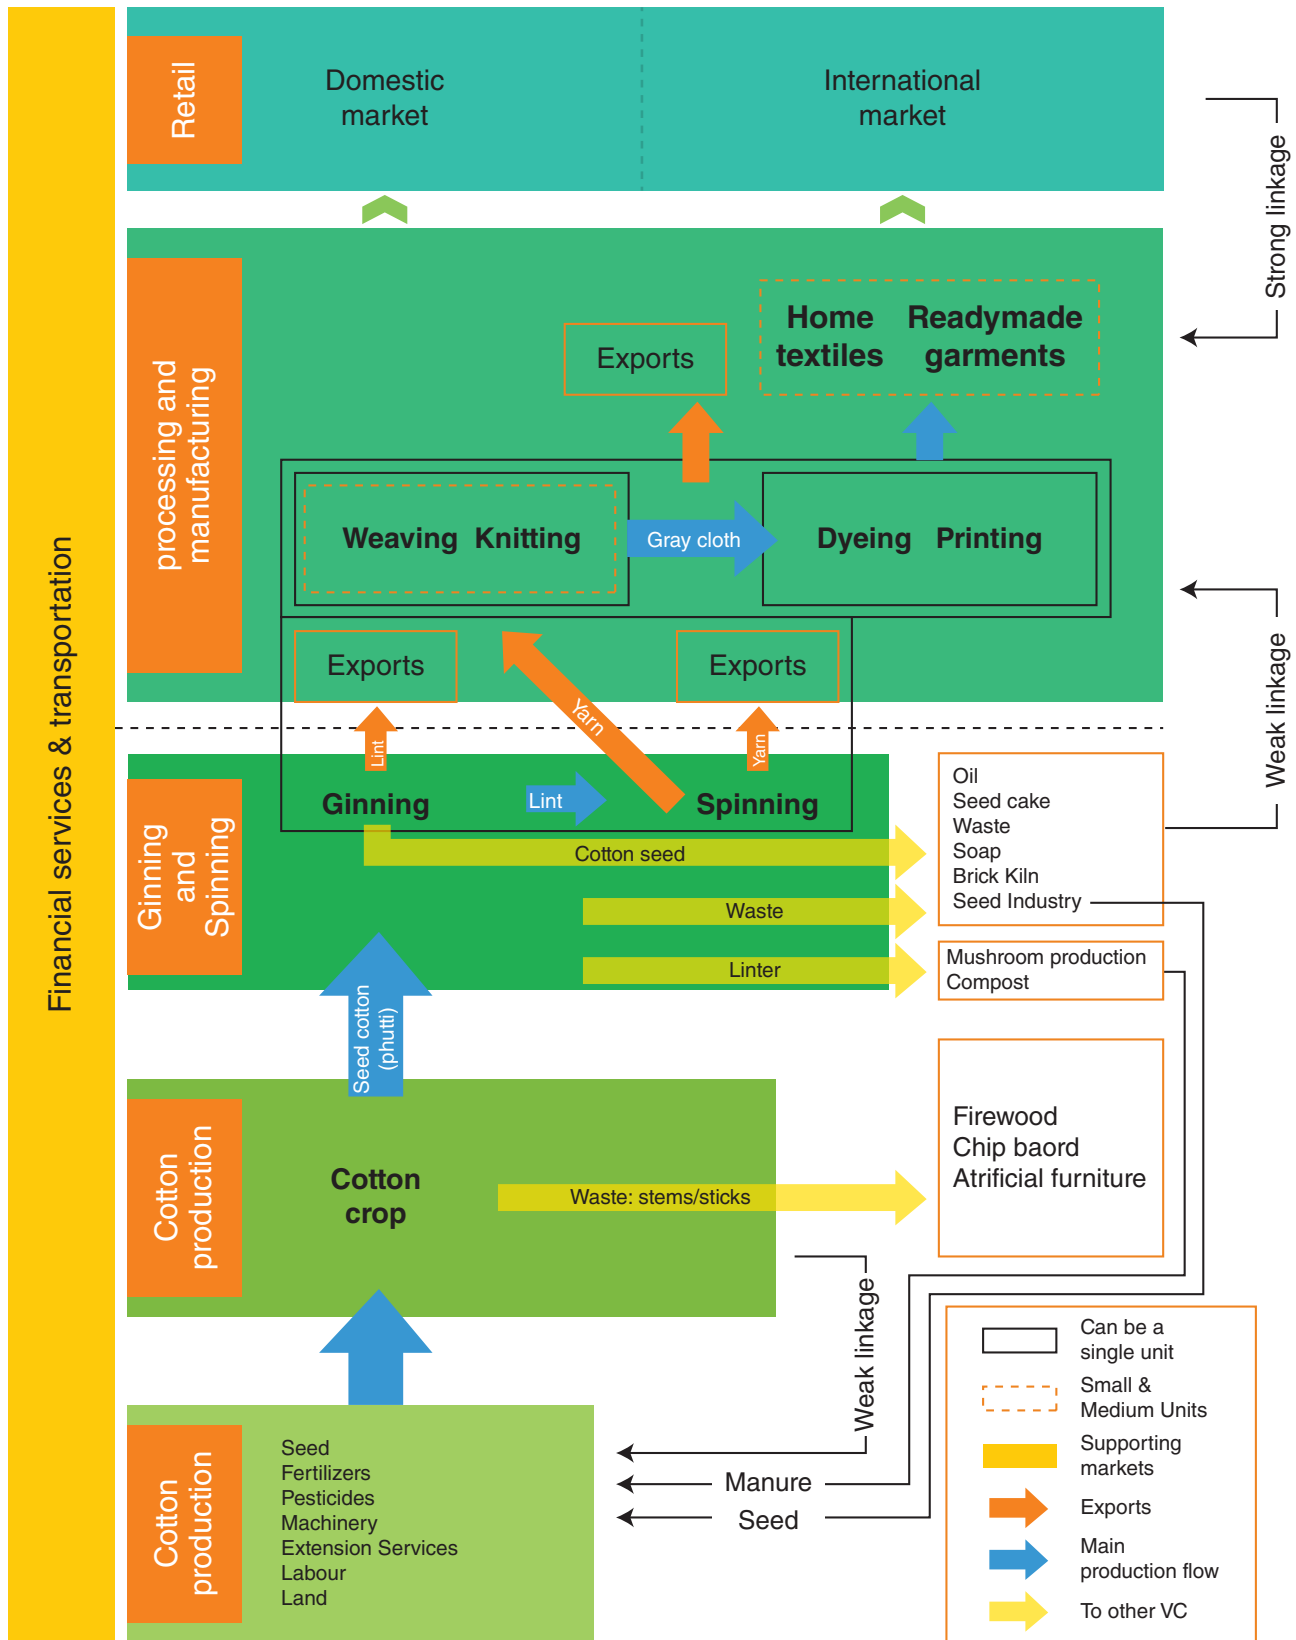 Financial services & transportation
Retail
Domestic
market
International
market
Strong linkage
processing and
manufacturing
Exports
Home
textiles
Readymade
garments
Weaving Knitting
Gray cloth
Dyeing Printing
Exports
Yarn
Exports
Weak linkage
Lint
Yarn
Ginning
and
Spinning
Ginning
Lint
Spinning
Cotton seed
Waste
Linter
Oil
Seed cake
Waste
Soap
Brick Kiln
Seed Industry
Mushroom production
Compost
Seed cotton
(phutti)
Cotton
production
Cotton
crop
Waste: stems/sticks
Firewood
Chip baord
Atrificial furniture
Weak linkage
Cotton
production
Seed
Fertilizers
Pesticides
Machinery
Extension Services
Labour
Land
Manure
Seed
Can be a
single unit
Small &
Medium Units
Supporting
markets
Exports
Main
production flow
To other VC